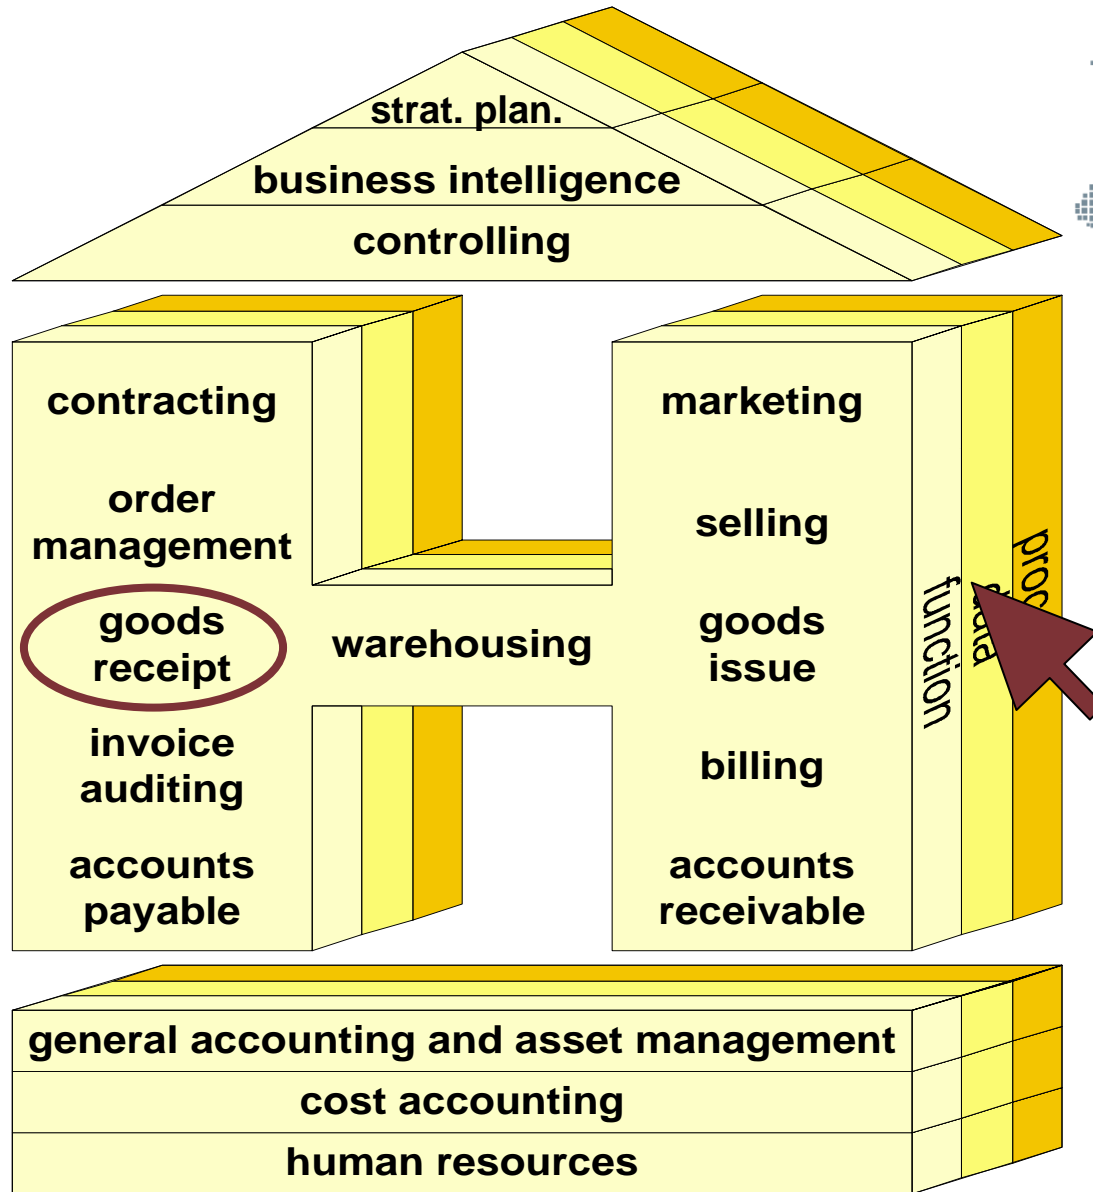 strat. plan.
business intelligence
controlling
contracting
order
management
goods
receipt
invoice
auditing
accounts
payable
warehousing
marketing
selling
goods
issue
billing
accounts
receivable
function
general accounting and asset management
cost accounting
human resources